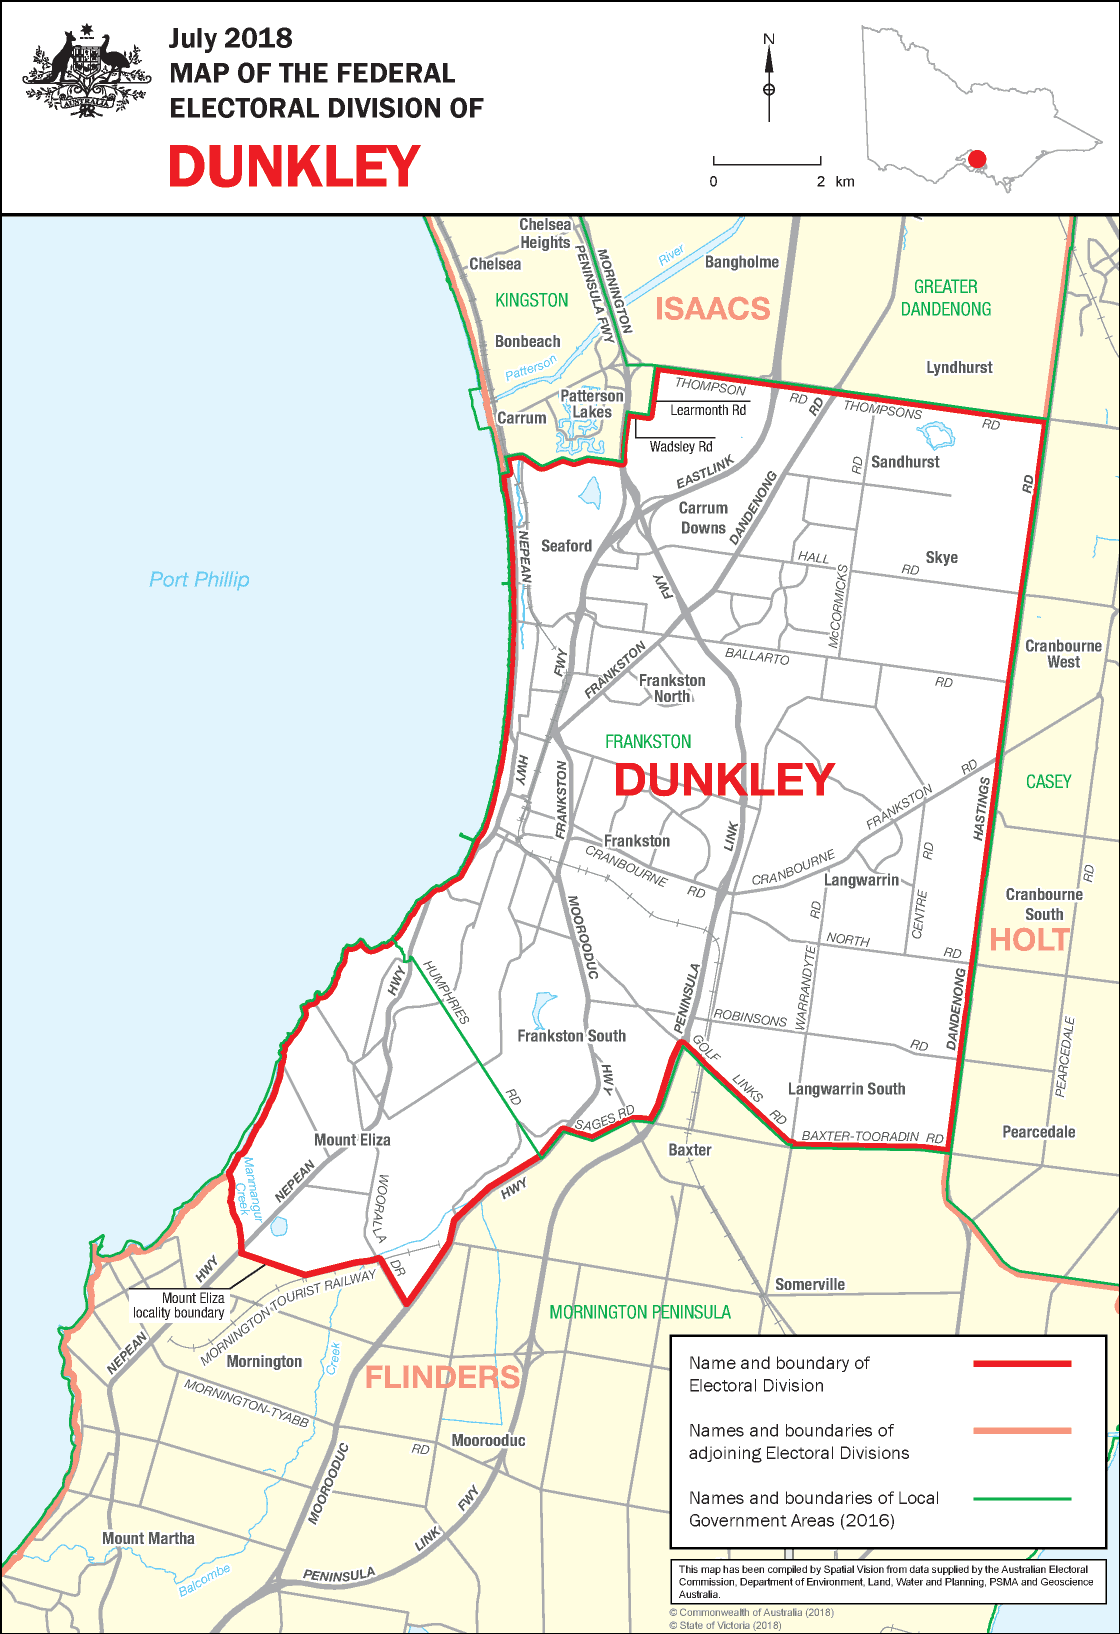 July 2018
MAP OF THE FEDERAL
ELECTORAL DIVISION OF
DUNKLEY
AUSTRALIA
N
0 2 km
Chelsea
Heights
Chelsea
KINGSTON
Bonbeach
Patterson
River
MORNINGTON
PENINSULA FWY
Bangholme
ISAACS
GREATER
DANDENONG
Lyndhurst
Carrum
Patterson
Lakes
THOMPSON
RD
Learmonth Rd
Wadsley Rd
RD
THOMPSONS
RD
Sandhurst
RD
RD
EASTLINK
DANDENONG
Carrum
Downs
Seaford
NEPEAN
Port Phillip
HALL
RD
Skye
McCORMICKS
FWY
FWY
FRANKSTON
BALLARTO
RD
Cranbourne
West
Frankston
North
FRANKSTON
DUNKLEY
HWY
FRANKSTON
LINK
FRANKSTON
RD
HASTINGS
CASEY
Frankston
CRANBOURNE
RD
CRANBOURNE
Langwarrin
RD
CENTRE
RD
Cranbourne
South
RD
HOLT
MOOROODUC
NORTH
RD
WARRANDYTE
HWY
HUMPHRIES
RD
PENINSULA
ROBINSONS
RD
DANDENONG
PEARCEDALE
Frankston South
HWY
SAGES RD
GOLF
LINKS
RD
Langwarrin South
BAXTER-TOORADIN RD
Pearcedale
Baxter
Mount Eliza
NEPEAN
Manmangur
Creek
WOORALLA
DR
HWY
HWY
Mount Eliza
locality boundary
MORNINGTON TOURIST RAILWAY
NEPEAN
Mornington
Creek
Somerville
MORNINGTON PENINSULA
FLINDERS
MORNINGTON-TYABB
RD
Moorooduc
MOOROODUC
FWY
LINK
PENINSULA
Mount Martha
Balcombe
Name and boundary of
Electoral Division
Names and boundaries of
adjoining Electoral Divisions
Names and boundaries of Local
Government Areas (2016)
This map has been compiled by Spatial Vision from data supplied by the Australian Electoral
Commission, Department of Environment, Land, Water and Planning, PSMA and Geoscience
Australia.
© Commonwealth of Australia (2018)
© State of Victoria (2018)